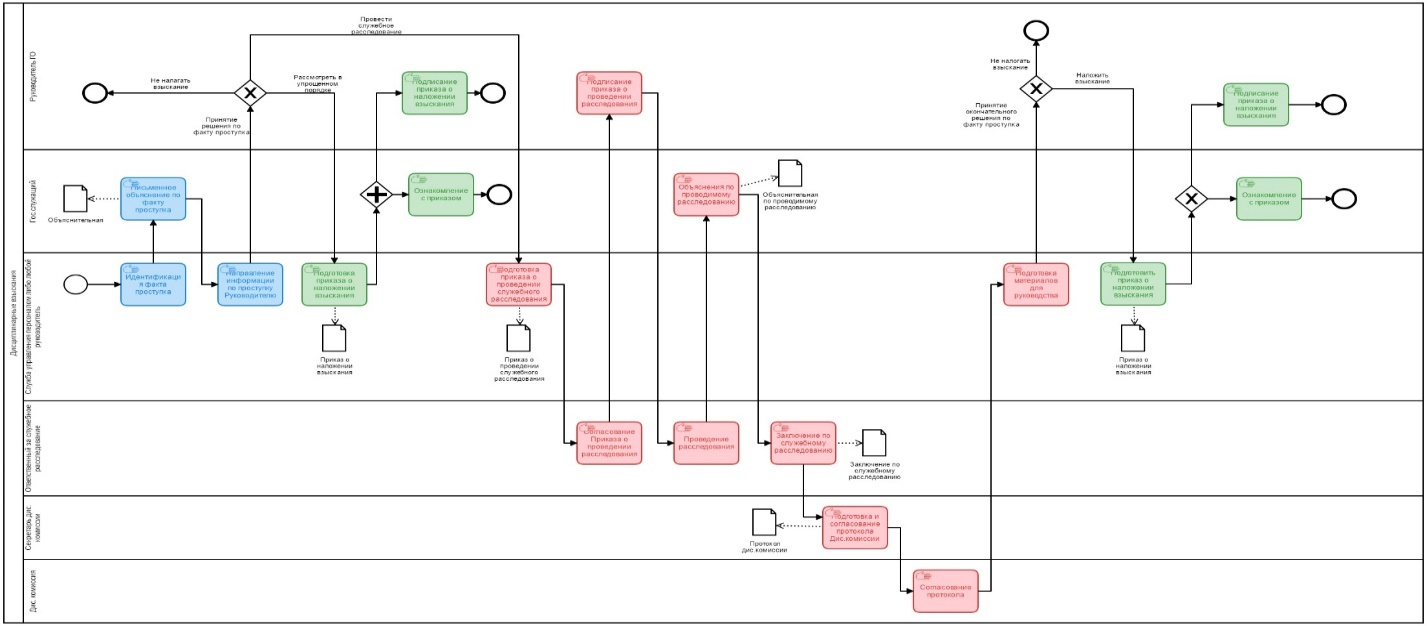 Дисциплинарные взыскания
Руководитель ГО
Провести
служебное
расследование
Не налагать
взыскание
Рассмотреть в
упрощенном
порядке
Принятие
решения по
факту проступка
Подписание
приказа о
наложении
взыскания
Подписание
приказа о
проведении
расследования
Не налогать
взыскание
Наложить
взыскание
Принятие
окончательного
решения по
факту проступка
Подписание
приказа о
наложении
взыскания
Гос.служащий
Объяснительная
Письменное
объяснение по
факту
проступка
Ознакомление
с приказом
Объяснения по
проводимому
расследованию
Объяснительная
по проводимому
расследованию
Ознакомление
с приказом
Служба управления персоналом либо любой
руководитель
Идентификаци
я факта
проступка
Направление
информации
по проступку
Руководителю
Подготовка
приказа о
наложении
взыскания
Приказ о
наложении
взыскания
Подготовка
приказа о
проведении
служебного
расследования
Приказ о
проведении
служебного
расследования
Подготовка
материалов
для
руководства
Подготовить
приказ о
наложении
взыскания
Приказ о
наложении
взыскания
Ответственный за служебное
расследование
Согласование
Приказа о
проведении
расследования
Проведение
расследования
Заключение по
служебному
расследованию
Заключение по
служебному
расследованию
Секретарь дис.
комиссии
Протокол
дис.комиссии
Подготовка и
согласование
протокола
Дис.комиссии
Дис. комиссия
Согласование
протокола